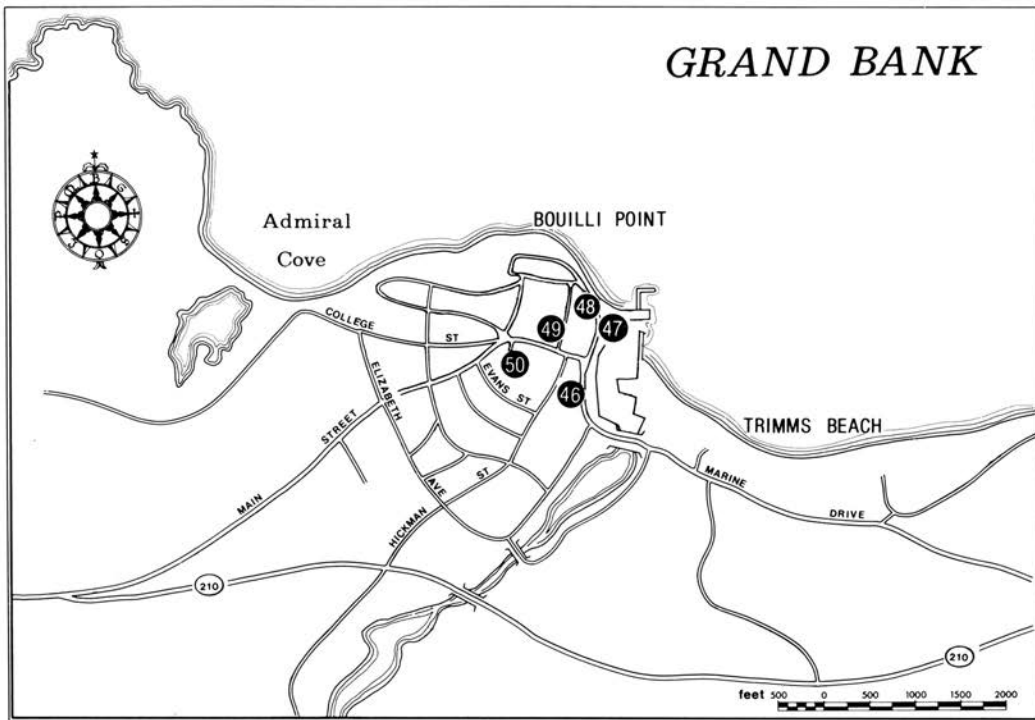 GRAND BANK
Admiral
Cove
BOUILLI POINT
COLLEGE
ST
48
49
47
50
ELIZABETH
EVANS ST
46
STREET
TRIMMS BEACH
MAIN
AVE
ST
MARINE
HICKMAN
DRIVE
210
210
feet 500 0 500 1000 1500 2000